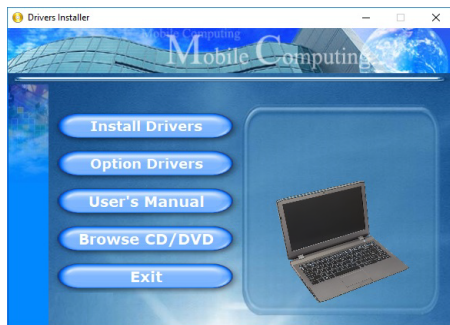 Drivers Installer
Mobile Computing
Mobile Computing
Install Drivers
Option Drivers
User's Manual
Browse CD/DVD
Exit